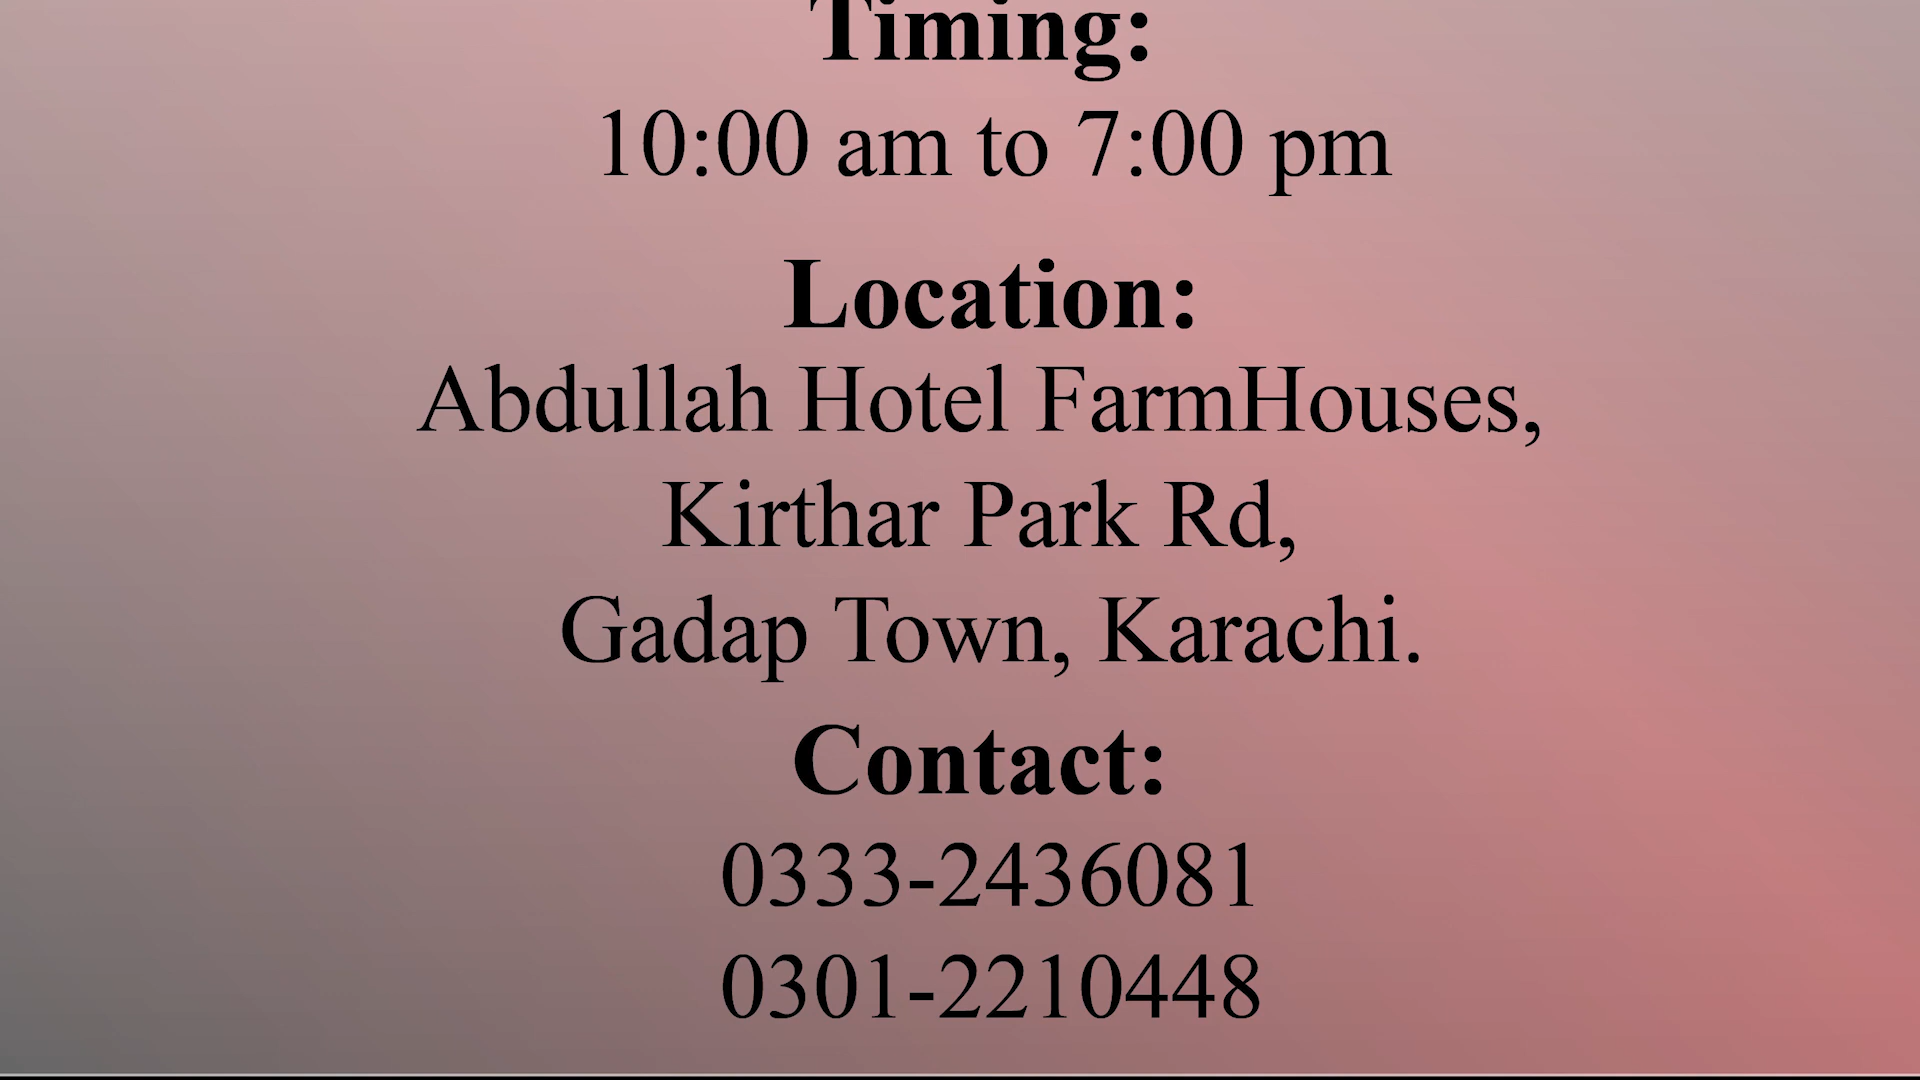 Timing:
10:00 am to 7:00 pm
Location:
Abdullah Hotel FarmHouses,
Kirthar Park Rd,
Gadap Town, Karachi.
Contact:
0333-2436081
0301-2210448